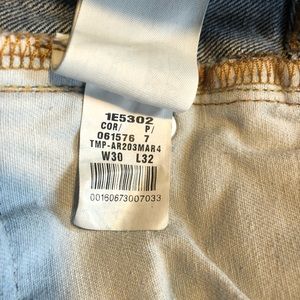 1E5302
COR/ P/
061576 7
TMP-AR203MAR4
W30 L32
00160673007033